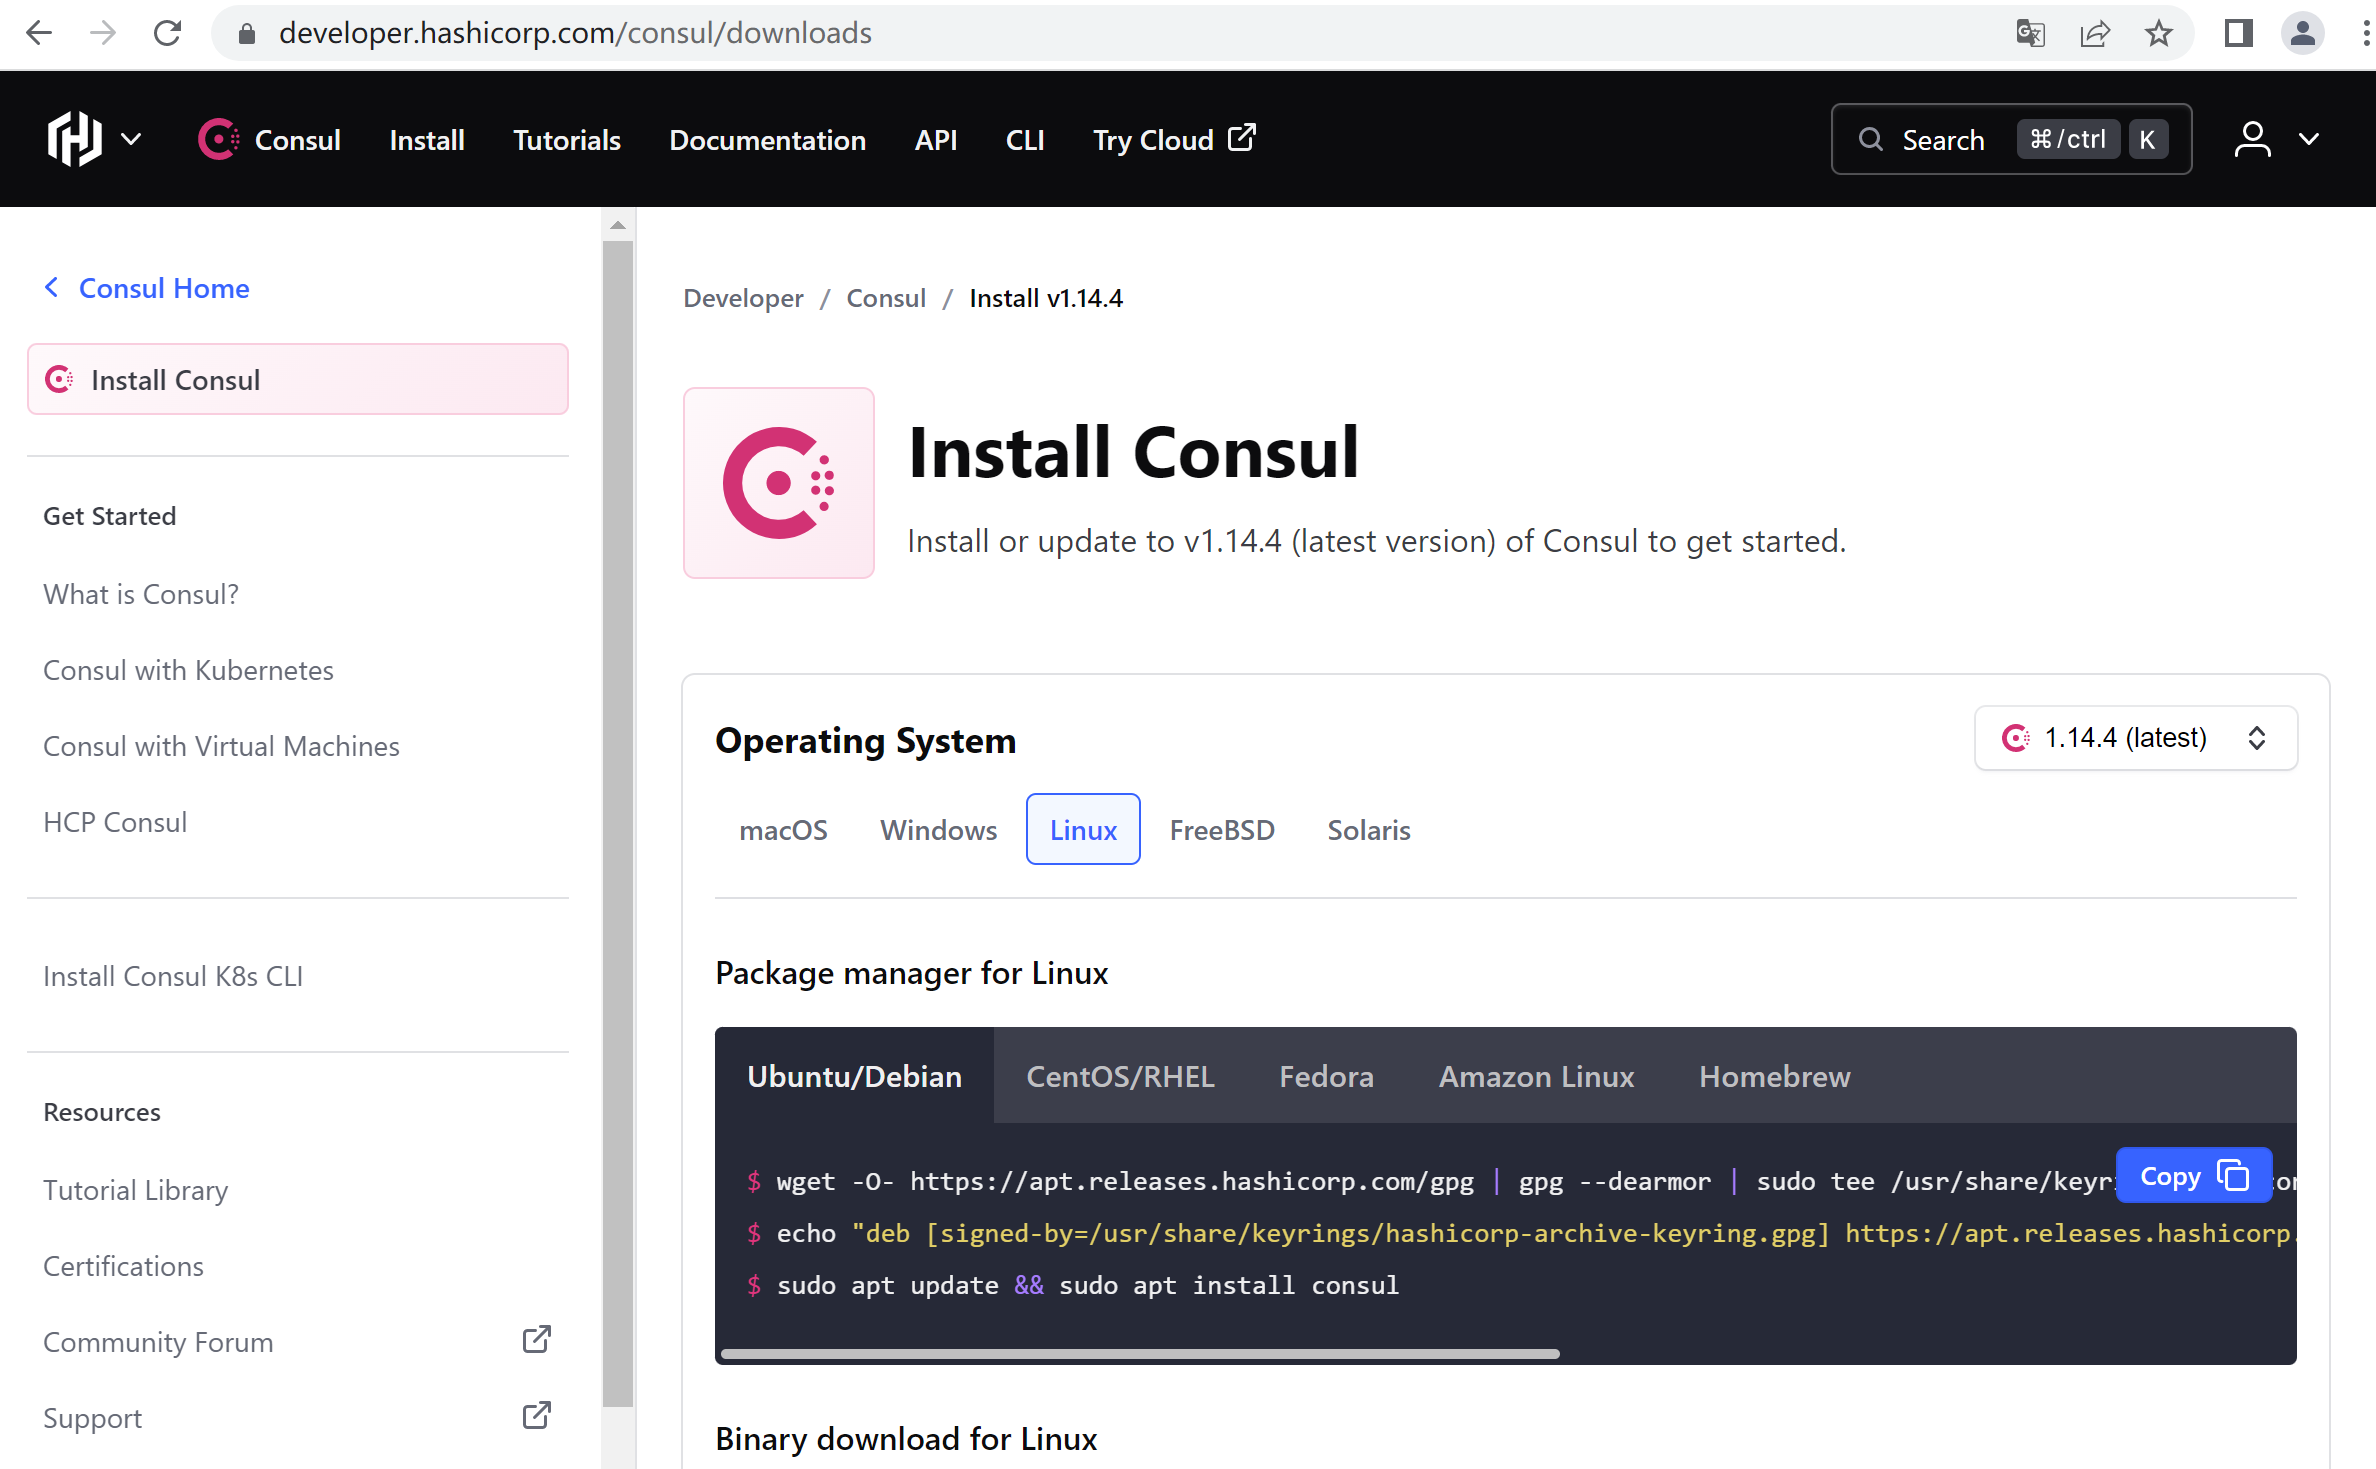 developer.hashicorp.com/consul/downloads
Consul Install Tutorials Documentation API CLI Try Cloud Search ⌘/ctrl K
Consul Home
Install Consul
Get Started
What is Consul?
Consul with Kubernetes
Consul with Virtual Machines
HCP Consul
Install Consul K8s CLI
Resources
Tutorial Library
Certifications
Community Forum
Support
Developer / Consul / Install v1.14.4
Install Consul
Install or update to v1.14.4 (latest version) of Consul to get started.
Operating System
1.14.4 (latest)
macOS Windows Linux FreeBSD Solaris
Package manager for Linux
Ubuntu/Debian CentOS/RHEL Fedora Amazon Linux Homebrew
$ wget -O- https://apt.releases.hashicorp.com/gpg | gpg --dearmor | sudo tee /usr/share/keyr
Copy
$ echo "deb [signed-by=/usr/share/keyrings/hashicorp-archive-keyring.gpg] https://apt.releases.hashicorp.
$ sudo apt update && sudo apt install consul
Binary download for Linux